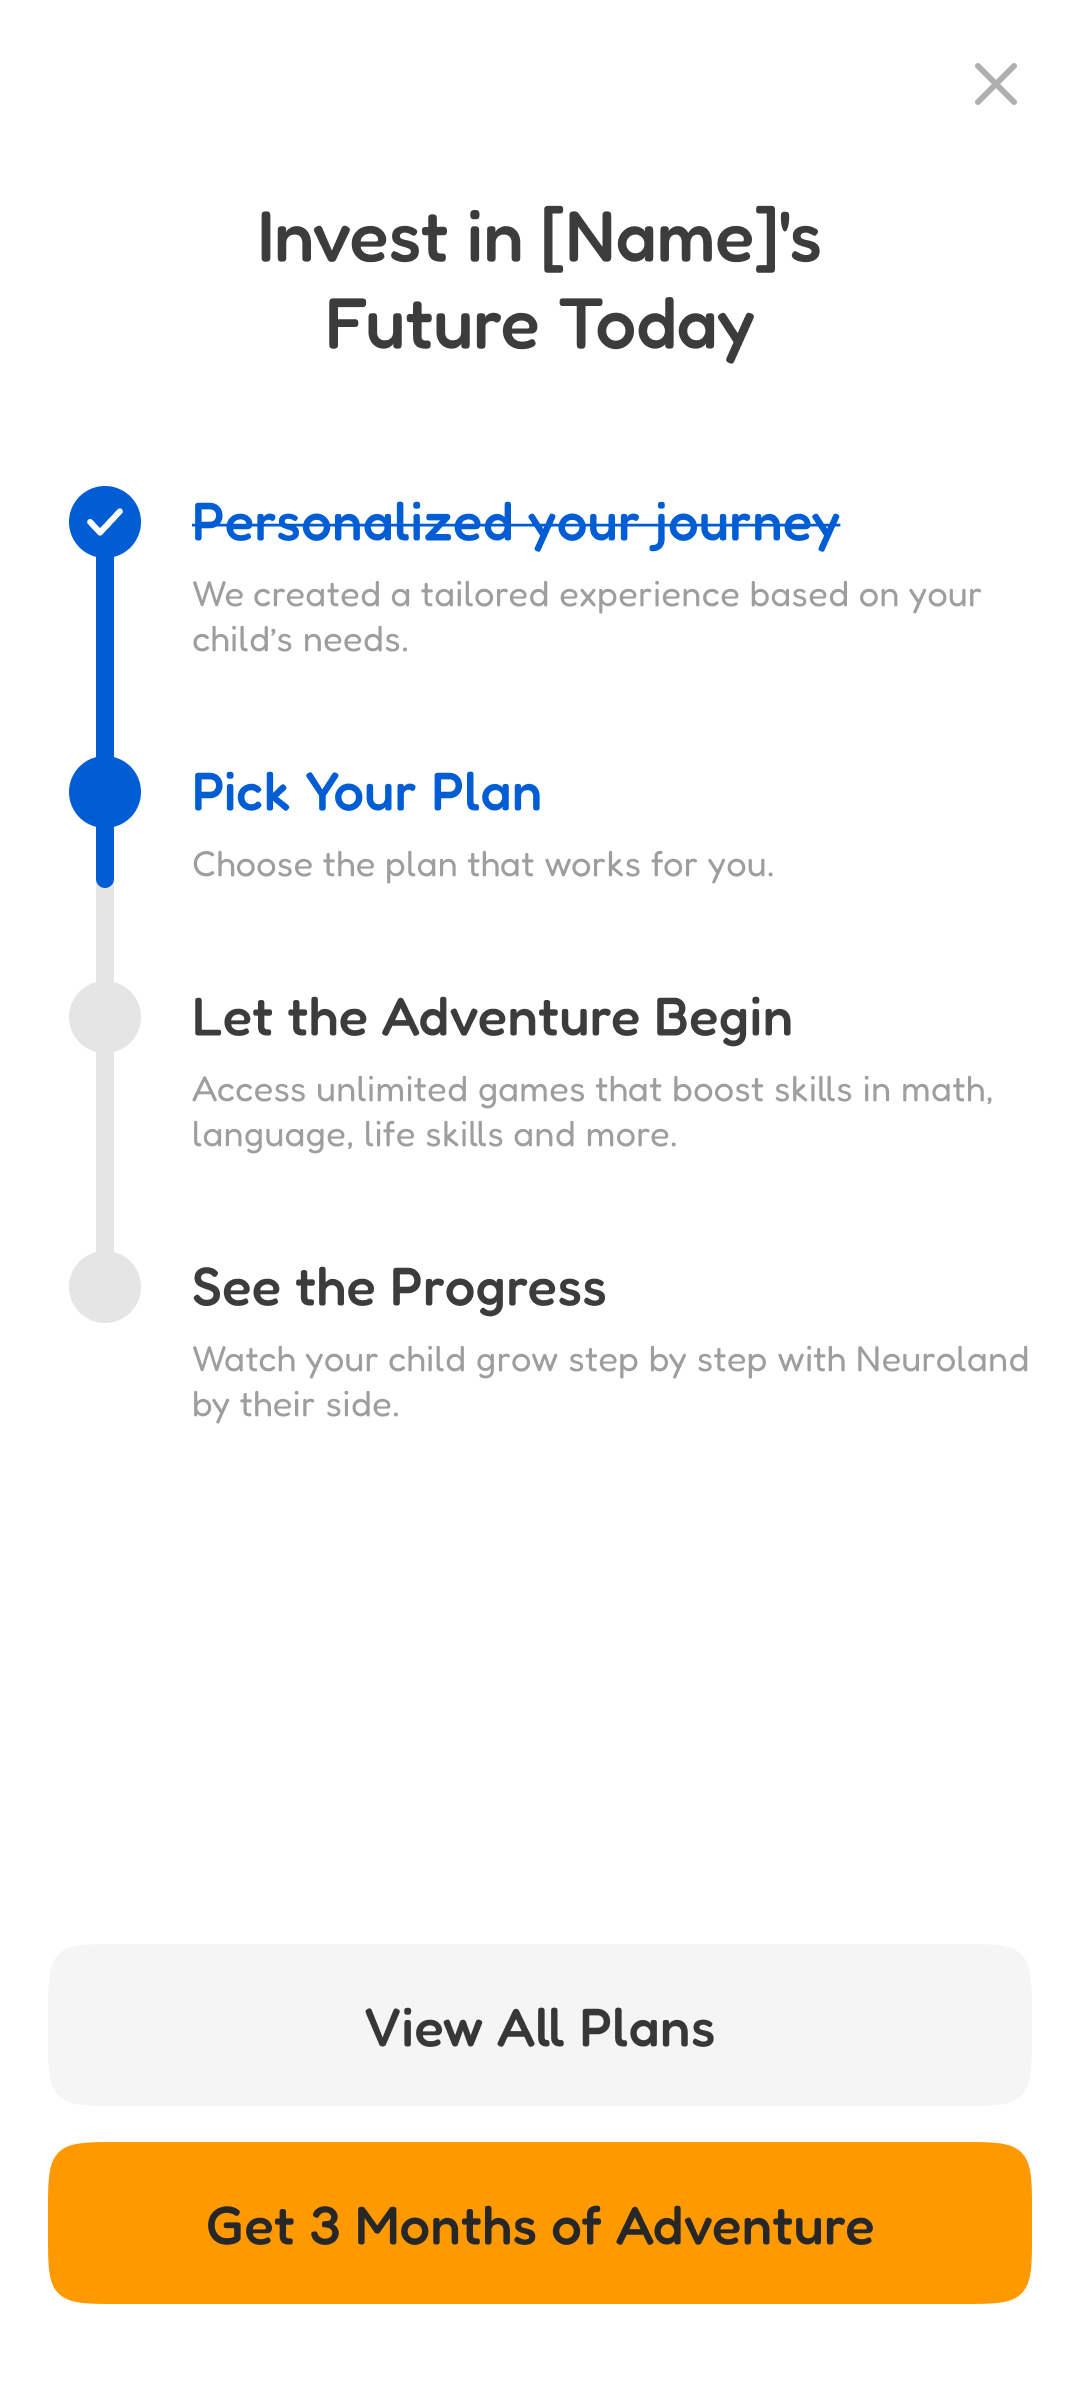 Invest in [Name]'s
Future Today
Personalized your journey
We created a tailored experience based on your
child’s needs.
Pick Your Plan
Choose the plan that works for you.
Let the Adventure Begin
Access unlimited games that boost skills in math,
language, life skills and more.
See the Progress
Watch your child grow step by step with Neuroland
by their side.
View All Plans
Get 3 Months of Adventure